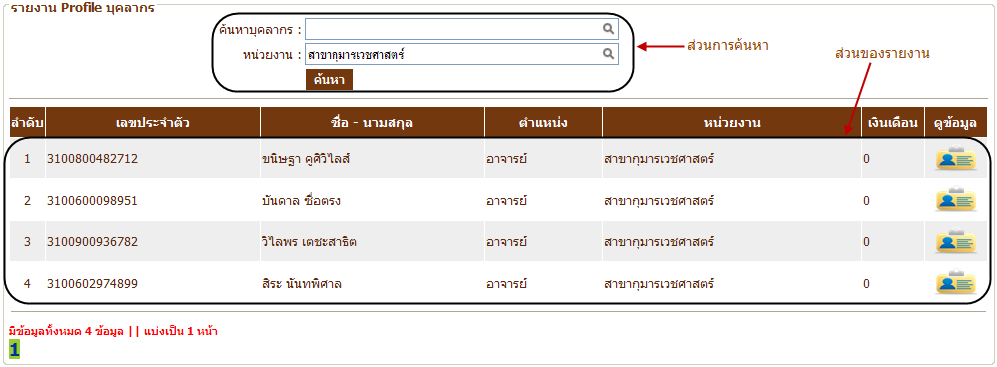 รายงาน Profile บุคลากร
ค้นหาบุคลากร :
หน่วยงาน : สาขากุมารเวชศาสตร์
ค้นหา
ส่วนการค้นหา
ส่วนของรายงาน
ลำดับ เลขประจำตัว ชื่อ - นามสกุล ตำแหน่ง หน่วยงาน เงินเดือน ดูข้อมูล
1 3100800482712 ขนิษฐา คูศิวิไลส์ อาจารย์ สาขากุมารเวชศาสตร์ 0
2 3100600098951 บันดาล ซื่อตรง อาจารย์ สาขากุมารเวชศาสตร์ 0
3 3100900936782 วิไลพร เตชะสาธิต อาจารย์ สาขากุมารเวชศาสตร์ 0
4 3100602974899 สิระ นันทพิศาล อาจารย์ สาขากุมารเวชศาสตร์ 0
มีข้อมูลทั้งหมด 4 ข้อมูล || แบ่งเป็น 1 หน้า
1